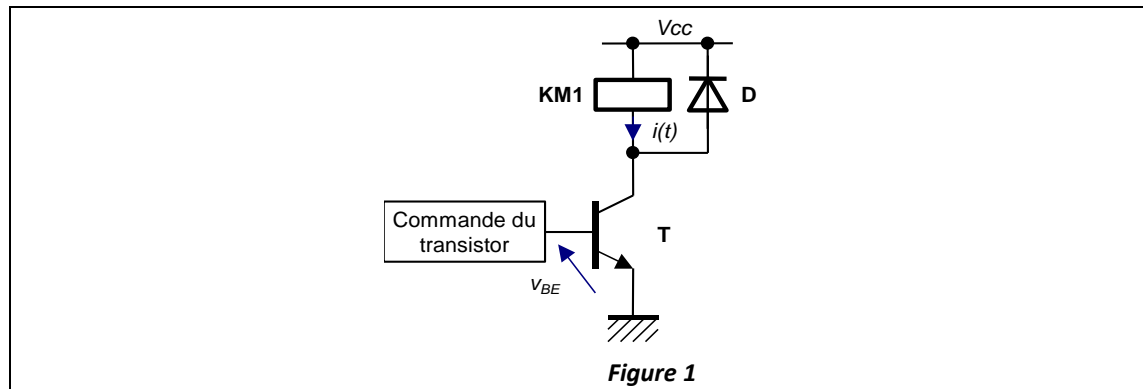 Vcc
KM1
D
i(t)
Commande du
transistor
T
vBE
Figure 1